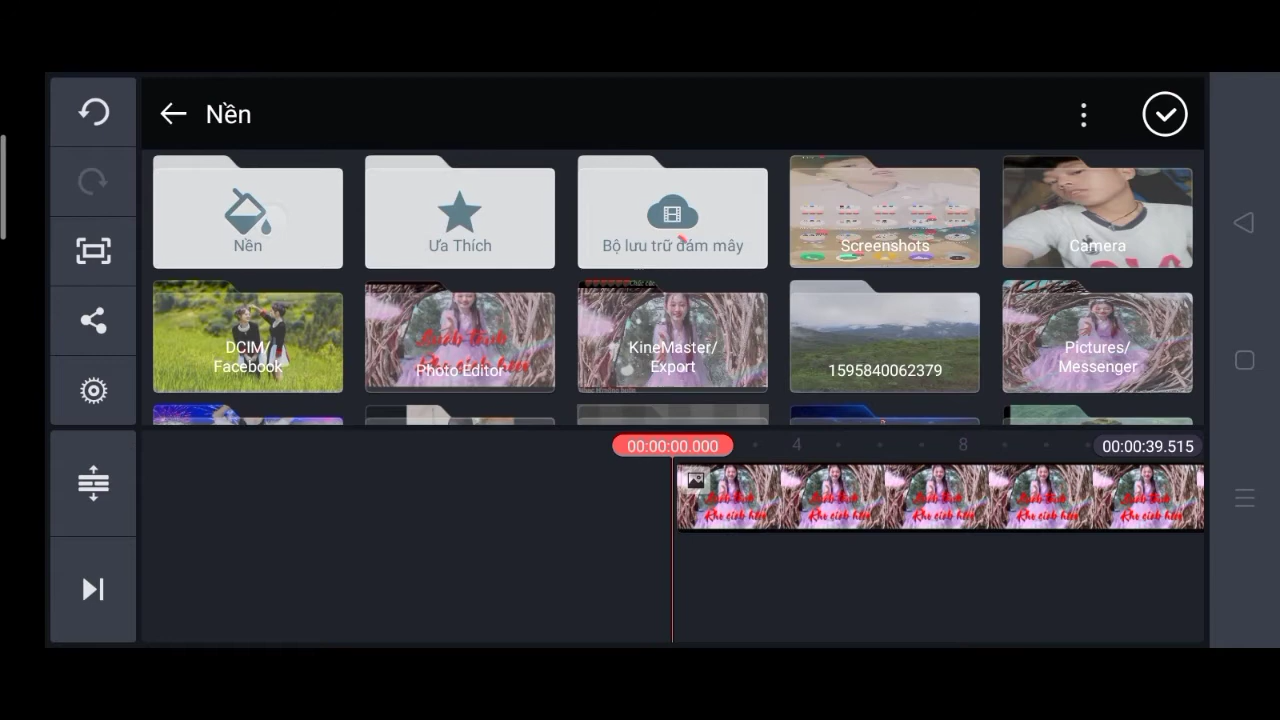 Nền
Nền
Ưa Thích
Bộ lưu trữ đám mây
Screenshots
Camera
DCIM/
Facebook
Photo Editor
KineMaster/
Export
1595840062379
Pictures/
Messenger
00:00:00.000
4
8
00:00:39.515